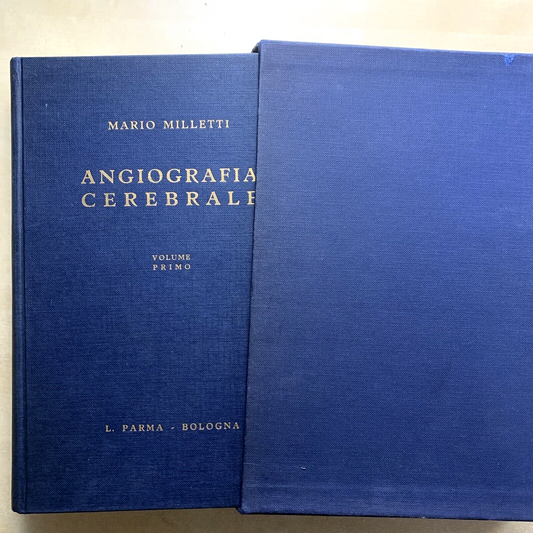 MARIO MILLETTI
ANGIOGRAFIA
CEREBRALE
VOLUME
PRIMO
L. PARMA - BOLOGNA